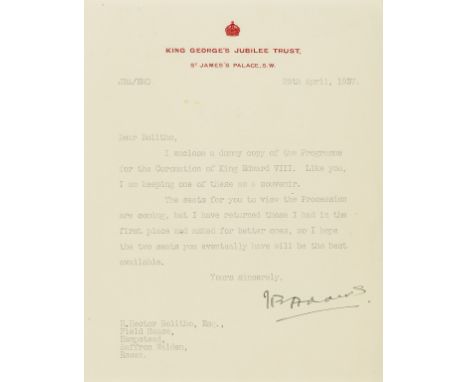 KING GEORGE'S JUBILEE TRUST,
ST JAMES'S PALACE, S.W.
29th April, 1937.
Dear Bolitho,
I enclose a dummy copy of the Programme
for the Coronation of King Edward VIII. Like you,
I am keeping one of these as a souvenir.
The seats for you to view the Procession
are coming, but I have returned those I had in the
first place and asked for better ones, so I hope
the two seats you eventually have will be the best
available.
Yours sincerely,
H.Hector Bolitho, Esq.,
Field House,
Hempstead,
Saffron Walden,
Essex.